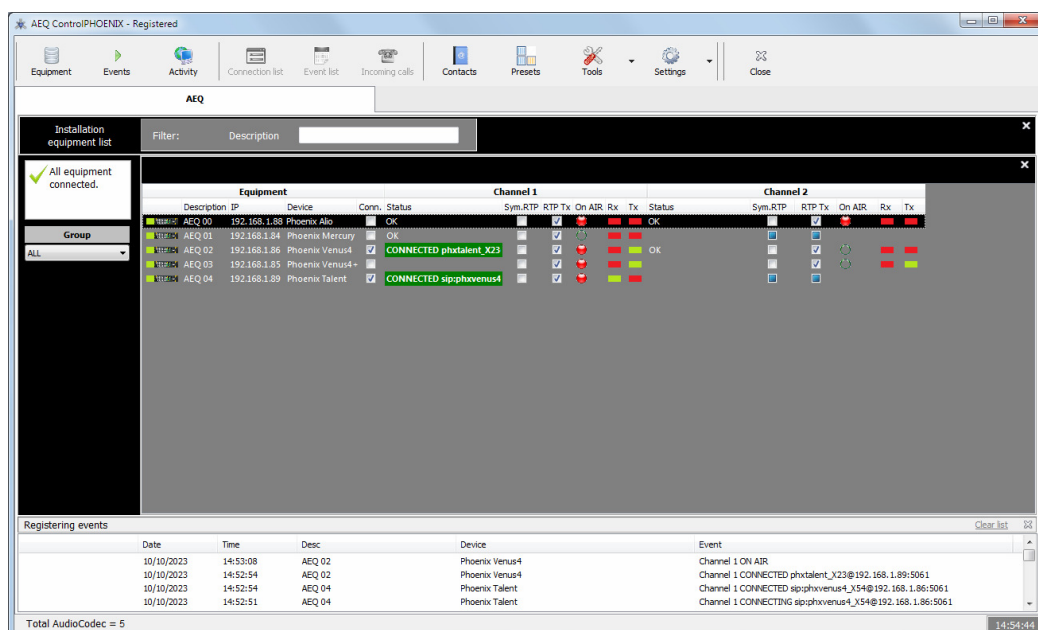 AEQ ControlPHOENIX - Registered
Equipment Events Activity Connection list Event list Incoming calls Contacts Presets Tools Settings Close
AEQ
Installation equipment list
Filter: Description
All equipment connected.
Group
ALL
Equipment Channel 1 Channel 2
Description IP Device Conn. Status Sym.RTP RTP Tx On AIR Rx Tx Status Sym.RTP RTP Tx On AIR Rx Tx
AEQ 00 192.168.1.88 Phoenix Alio OK OK
AEQ 01 192.168.1.84 Phoenix Mercury OK
AEQ 02 192.168.1.86 Phoenix Venus4 CONNECTED phxtalent_X23 OK
AEQ 03 192.168.1.85 Phoenix Venus4+
AEQ 04 192.168.1.89 Phoenix Talent CONNECTED sip:phxvenus4
Registering events Clear list
Date Time Desc Device Event
10/10/2023 14:53:08 AEQ 02 Phoenix Venus4 Channel 1 ON AIR
10/10/2023 14:52:54 AEQ 02 Phoenix Venus4 Channel 1 CONNECTED phxtalent_X23@192.168.1.89:5061
10/10/2023 14:52:54 AEQ 04 Phoenix Talent Channel 1 CONNECTED sip:phxvenus4_X54@192.168.1.86:5061
10/10/2023 14:52:51 AEQ 04 Phoenix Talent Channel 1 CONNECTING sip:phxvenus4_X54@192.168.1.86:5061
Total AudioCodec = 5 14:54:44